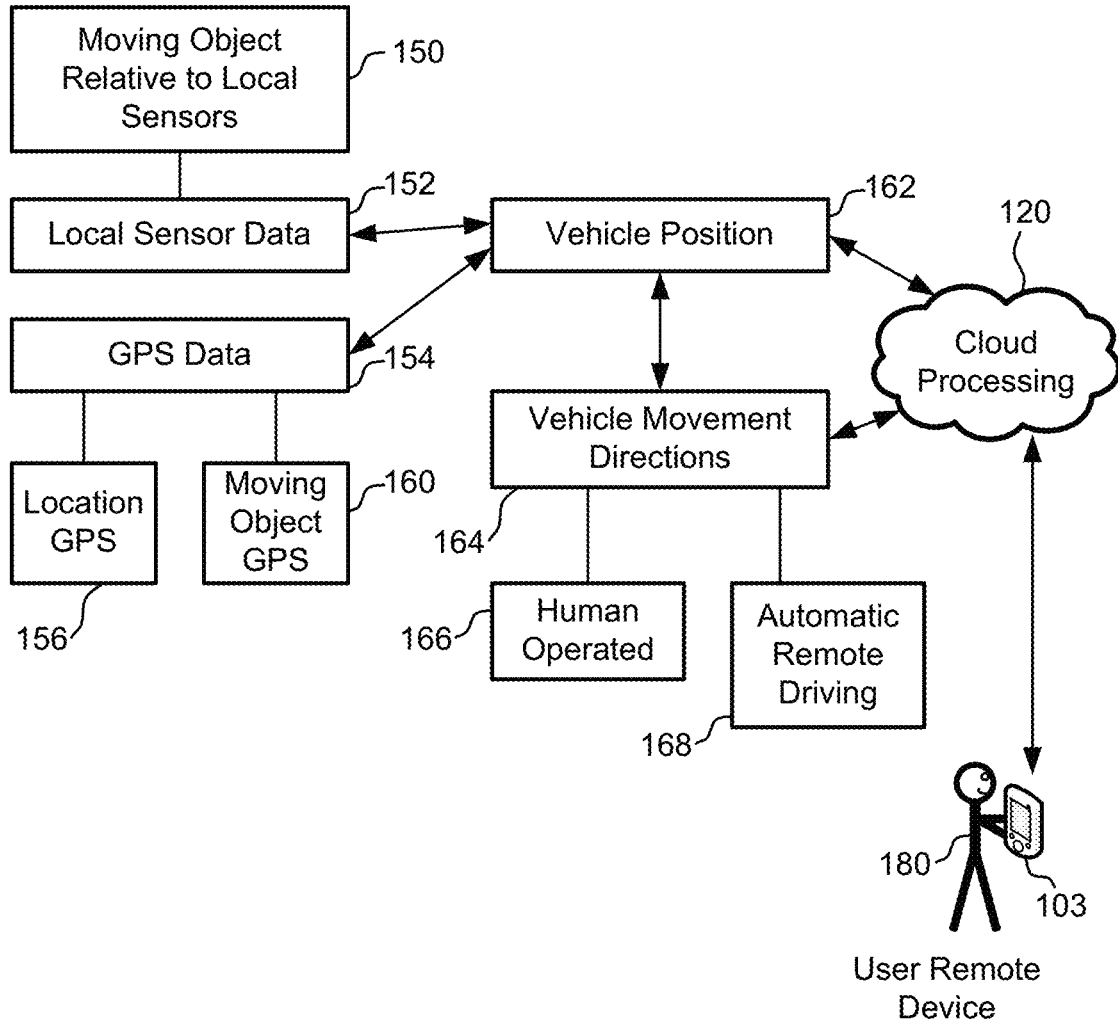 Moving Object
Relative to Local
Sensors
150
152
Local Sensor Data
162
Vehicle Position
120
Cloud
Processing
GPS Data
154
Vehicle Movement
Directions
164
Location
GPS
156
Moving
Object
GPS
160
Human
Operated
166
Automatic
Remote
Driving
168
180
103
User Remote
Device